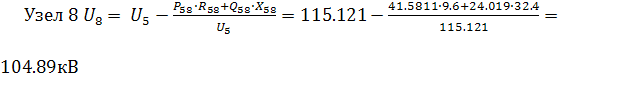 Узел 8 U₈ = U₅ − (P₅₈·R₅₈+Q₅₈·X₅₈)/U₅ = 115.121 − (41.5811·9.6+24.019·32.4)/115.121 =
104.89кВ